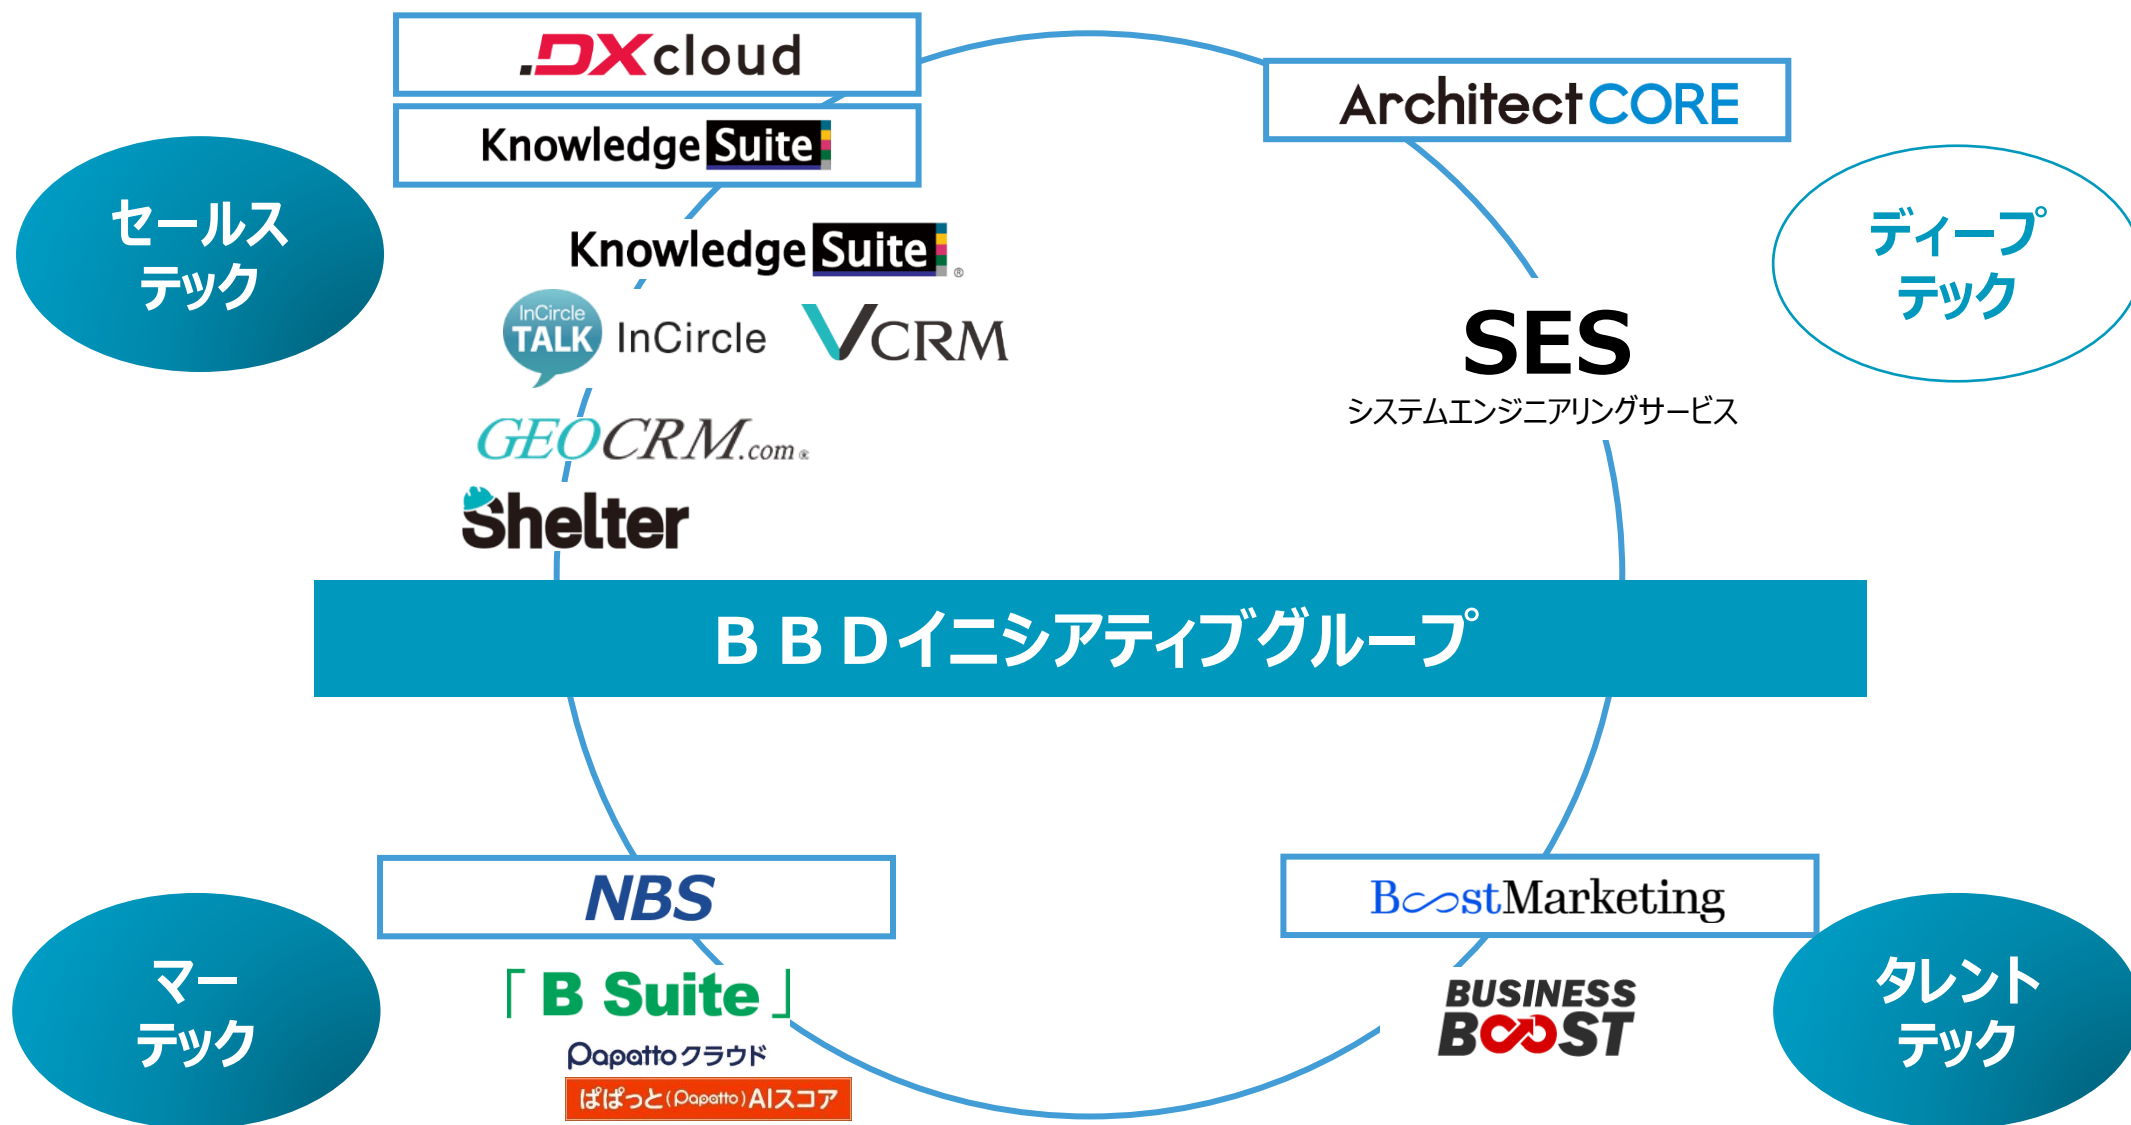 .DXcloud
Knowledge Suite
セールス
テック
Knowledge Suite ®
InCircle
TALK
InCircle
VCRM
GEOCRM.com®
Shelter
ArchitectCORE
ディープ
テック
SES
システムエンジニアリングサービス
ＢＢＤイニシアティブグループ
NBS
マー
テック
「B Suite」
Papatto クラウド
ぱぱっと(Papatto)AIスコア
BoostMarketing
BUSINESS
BOOST
タレント
テック